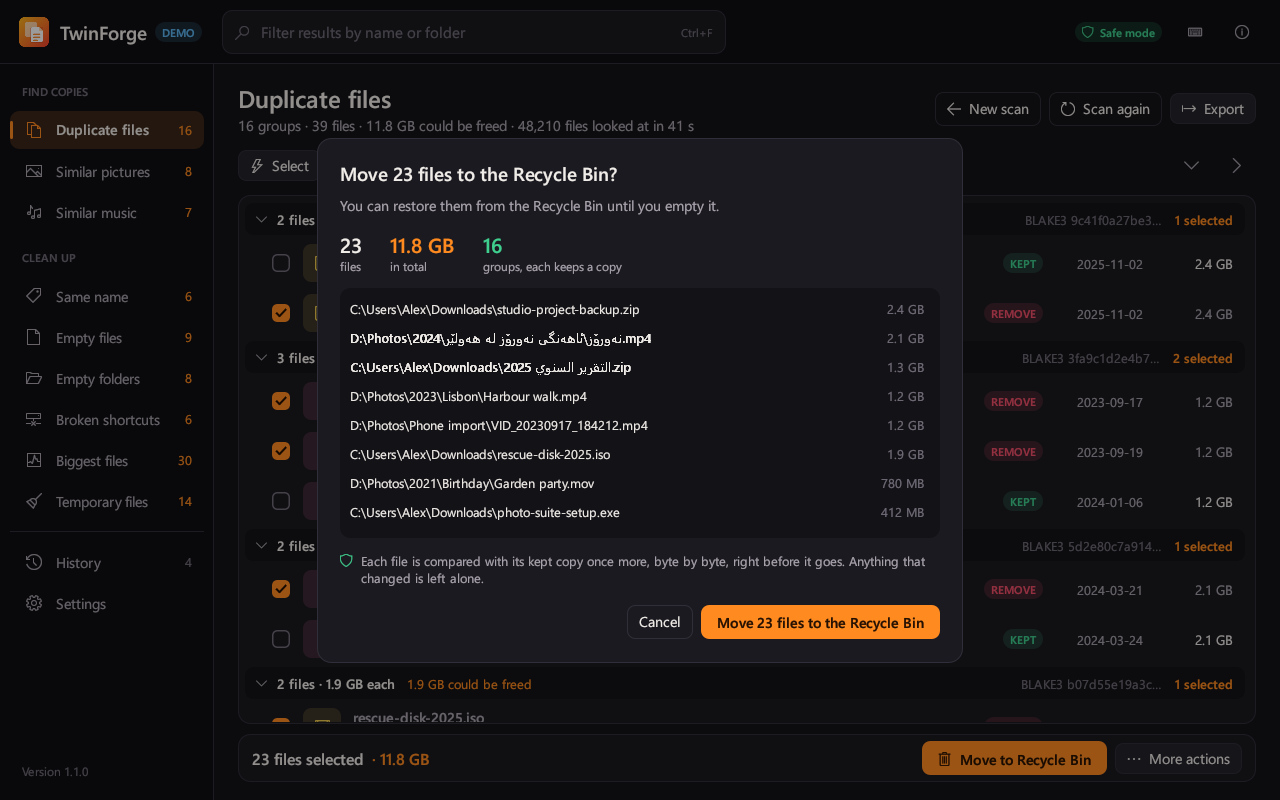 TwinForge DEMO
Filter results by name or folder Ctrl+F
Safe mode
FIND COPIES
Duplicate files 16
Similar pictures 8
Similar music 7
CLEAN UP
Same name 6
Empty files 9
Empty folders 8
Broken shortcuts 6
Biggest files 30
Temporary files 14
History 4
Settings
Version 1.1.0
Duplicate files
16 groups · 39 files · 11.8 GB could be freed · 48,210 files looked at in 41 s
New scan
Scan again
Export
Select
2 files BLAKE3 9c41f0a27be3... 1 selected
KEPT 2025-11-02 2.4 GB
REMOVE 2025-11-02 2.4 GB
3 files BLAKE3 3fa9c1d2e4b7... 2 selected
REMOVE 2023-09-17 1.2 GB
REMOVE 2023-09-19 1.2 GB
KEPT 2024-01-06 1.2 GB
2 files BLAKE3 5d2e80c7a914... 1 selected
REMOVE 2024-03-21 2.1 GB
KEPT 2024-03-24 2.1 GB
2 files · 1.9 GB each 1.9 GB could be freed BLAKE3 b07d55e19a3c... 1 selected
rescue-disk-2025.iso
Move 23 files to the Recycle Bin?
You can restore them from the Recycle Bin until you empty it.
23 files
11.8 GB in total
16 groups, each keeps a copy
C:\Users\Alex\Downloads\studio-project-backup.zip 2.4 GB
D:\Photos\2024\نەورۆز\ئاهەنگی نەورۆز لە هەولێر.mp4 2.1 GB
C:\Users\Alex\Downloads\التقرير السنوي 2025.zip 1.3 GB
D:\Photos\2023\Lisbon\Harbour walk.mp4 1.2 GB
D:\Photos\Phone import\VID_20230917_184212.mp4 1.2 GB
C:\Users\Alex\Downloads\rescue-disk-2025.iso 1.9 GB
D:\Photos\2021\Birthday\Garden party.mov 780 MB
C:\Users\Alex\Downloads\photo-suite-setup.exe 412 MB
Each file is compared with its kept copy once more, byte by byte, right before it goes. Anything that
changed is left alone.
Cancel
Move 23 files to the Recycle Bin
23 files selected · 11.8 GB
Move to Recycle Bin
More actions